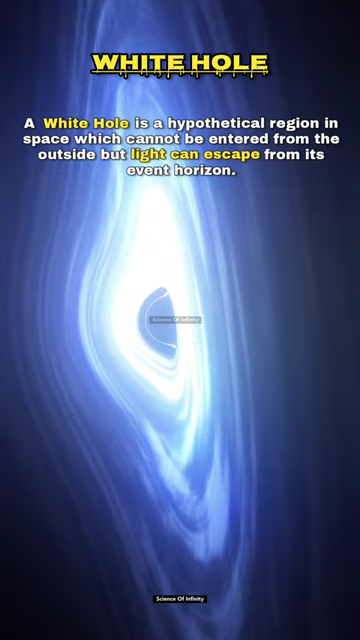 WHITE HOLE
A White Hole is a hypothetical region in
space which cannot be entered from the
outside but light can escape from its
event horizon.
Science Of Infinity
Science Of Infinity